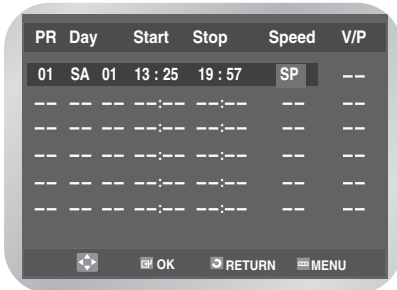 PR Day Start Stop Speed V/P
01 SA 01 13 : 25 19 : 57 SP – –
– – – – – – – –:– – – –:– – – – – –
– – – – – – – –:– – – –:– – – – – –
– – – – – – – –:– – – –:– – – – – –
– – – – – – – –:– – – –:– – – – – –
– – – – – – – –:– – – –:– – – – – –
OK RETURN MENU